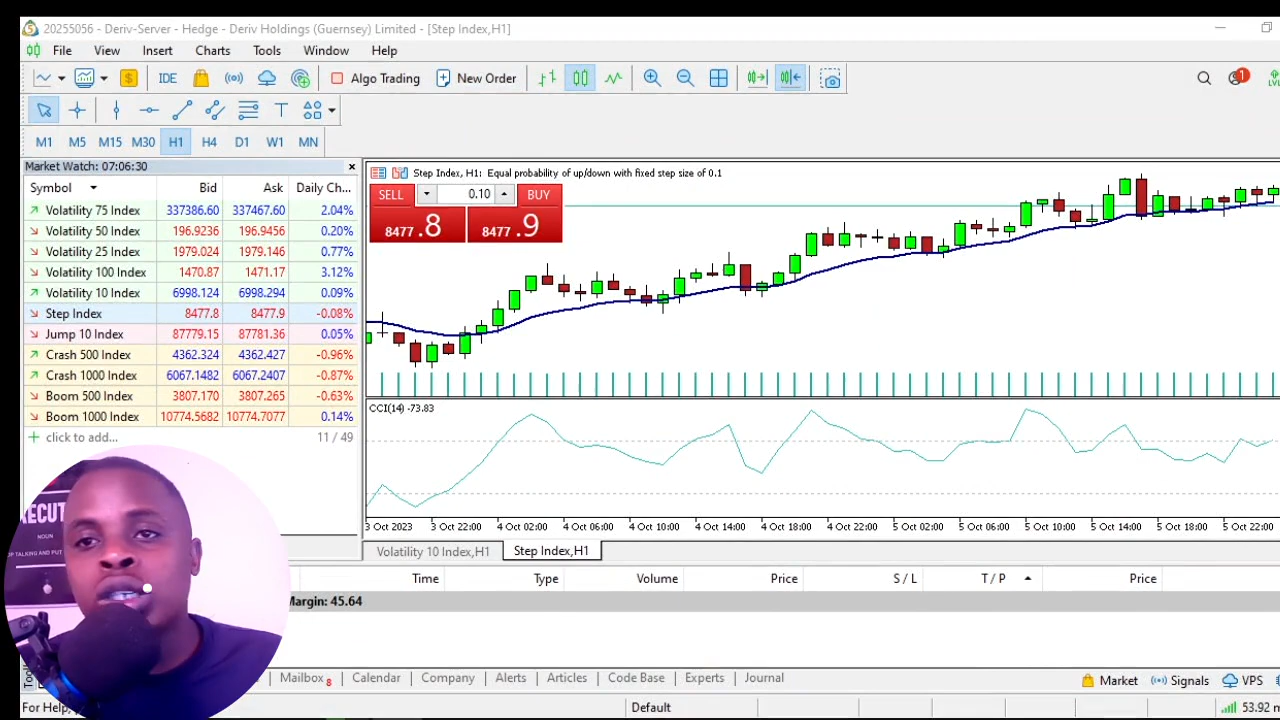 20255056 - Deriv-Server - Hedge - Deriv Holdings (Guernsey) Limited - [Step Index,H1]
File View Insert Charts Tools Window Help
IDE Algo Trading New Order 1
M1 M5 M15 M30 H1 H4 D1 W1 MN
Market Watch: 07:06:30
Symbol Bid Ask Daily Ch...
Volatility 75 Index 337386.60 337467.60 2.04%
Volatility 50 Index 196.9236 196.9456 0.20%
Volatility 25 Index 1979.024 1979.146 0.77%
Volatility 100 Index 1470.87 1471.17 3.12%
Volatility 10 Index 6998.124 6998.294 0.09%
Step Index 8477.8 8477.9 -0.08%
Jump 10 Index 87779.15 87781.36 0.05%
Crash 500 Index 4362.324 4362.427 -0.96%
Crash 1000 Index 6067.1482 6067.2407 -0.87%
Boom 500 Index 3807.170 3807.265 -0.63%
Boom 1000 Index 10774.5682 10774.7077 0.14%
click to add... 11 / 49
Step Index, H1: Equal probability of up/down with fixed step size of 0.1
SELL 0.10 BUY
8477.8 8477.9
CCI(14) -73.83
3 Oct 2023 3 Oct 22:00 4 Oct 02:00 4 Oct 06:00 4 Oct 10:00 4 Oct 14:00 4 Oct 18:00 4 Oct 22:00 5 Oct 02:00 5 Oct 06:00 5 Oct 10:00 5 Oct 14:00 5 Oct 18:00 5 Oct 22:00
Volatility 10 Index,H1 Step Index,H1
Time Type Volume Price S / L T / P Price
Margin: 45.64
NOUN
Mailbox 8 Calendar Company Alerts Articles Code Base Experts Journal
Market Signals VPS
For Help, Default 53.92